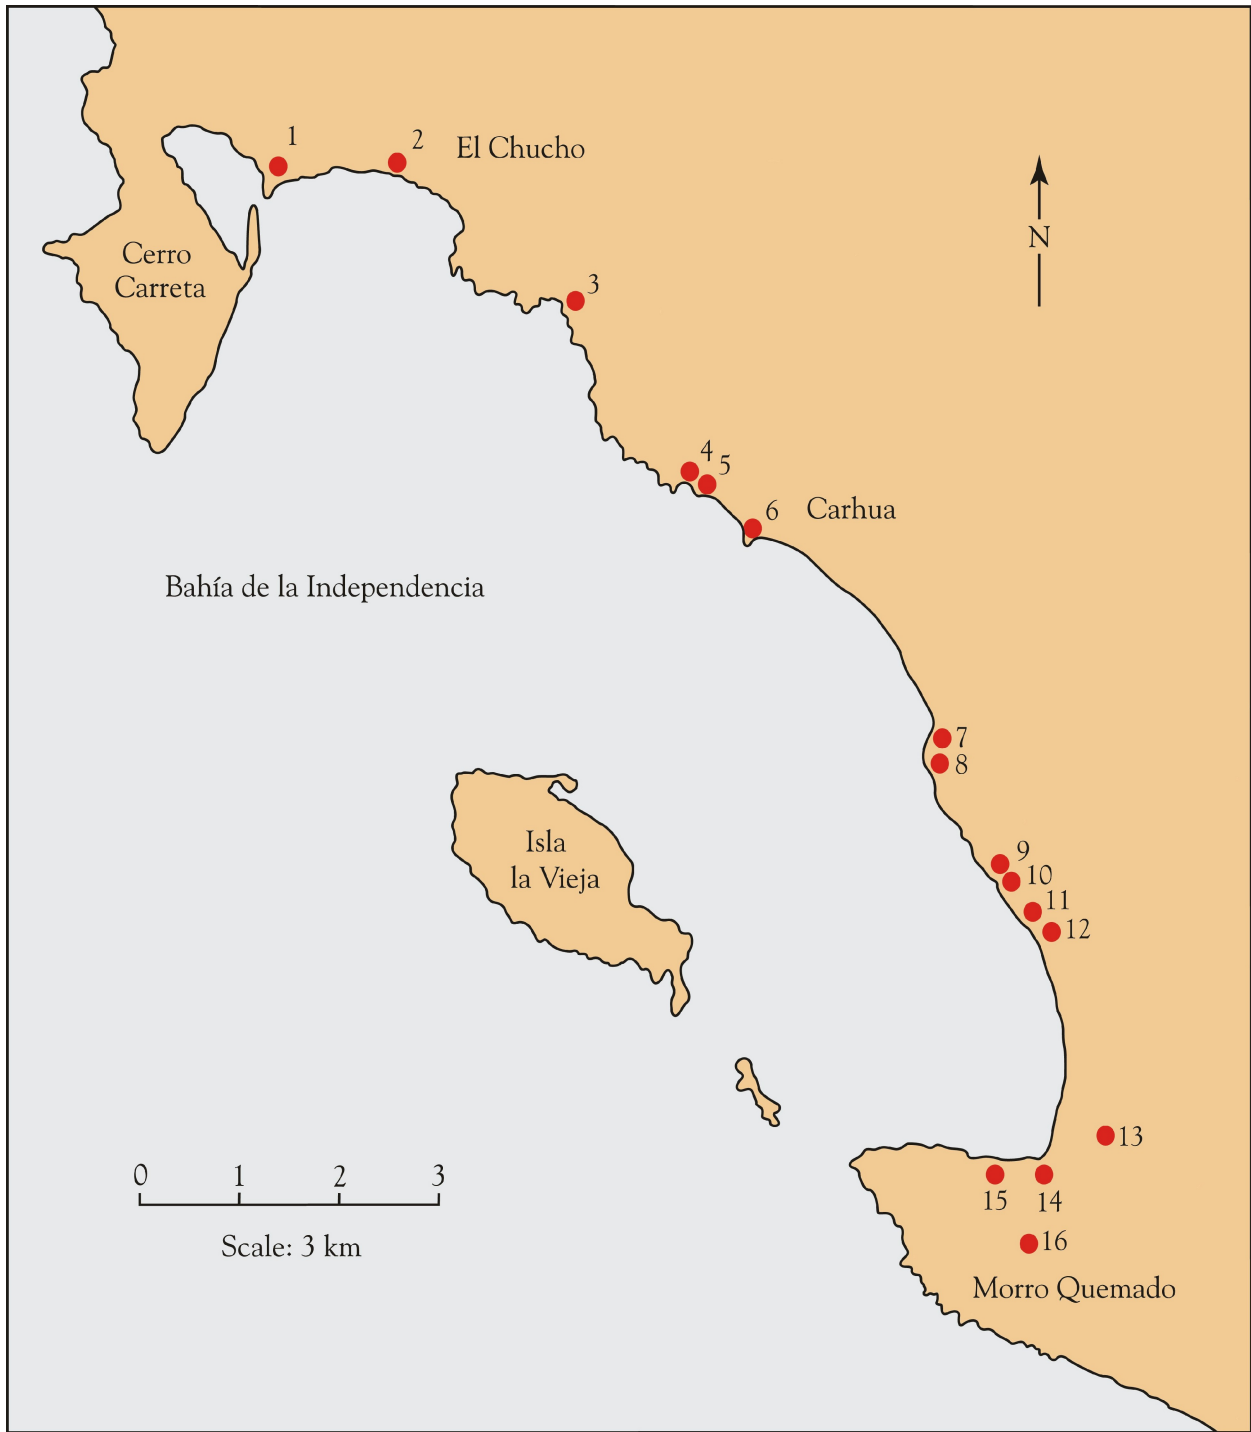 1
2
El Chucho
Cerro
Carreta
N
3
4
5
6
Carhua
Bahía de la Independencia
7
8
Isla
la Vieja
9
10
11
12
13
0 1 2 3
Scale: 3 km
15
14
16
Morro Quemado